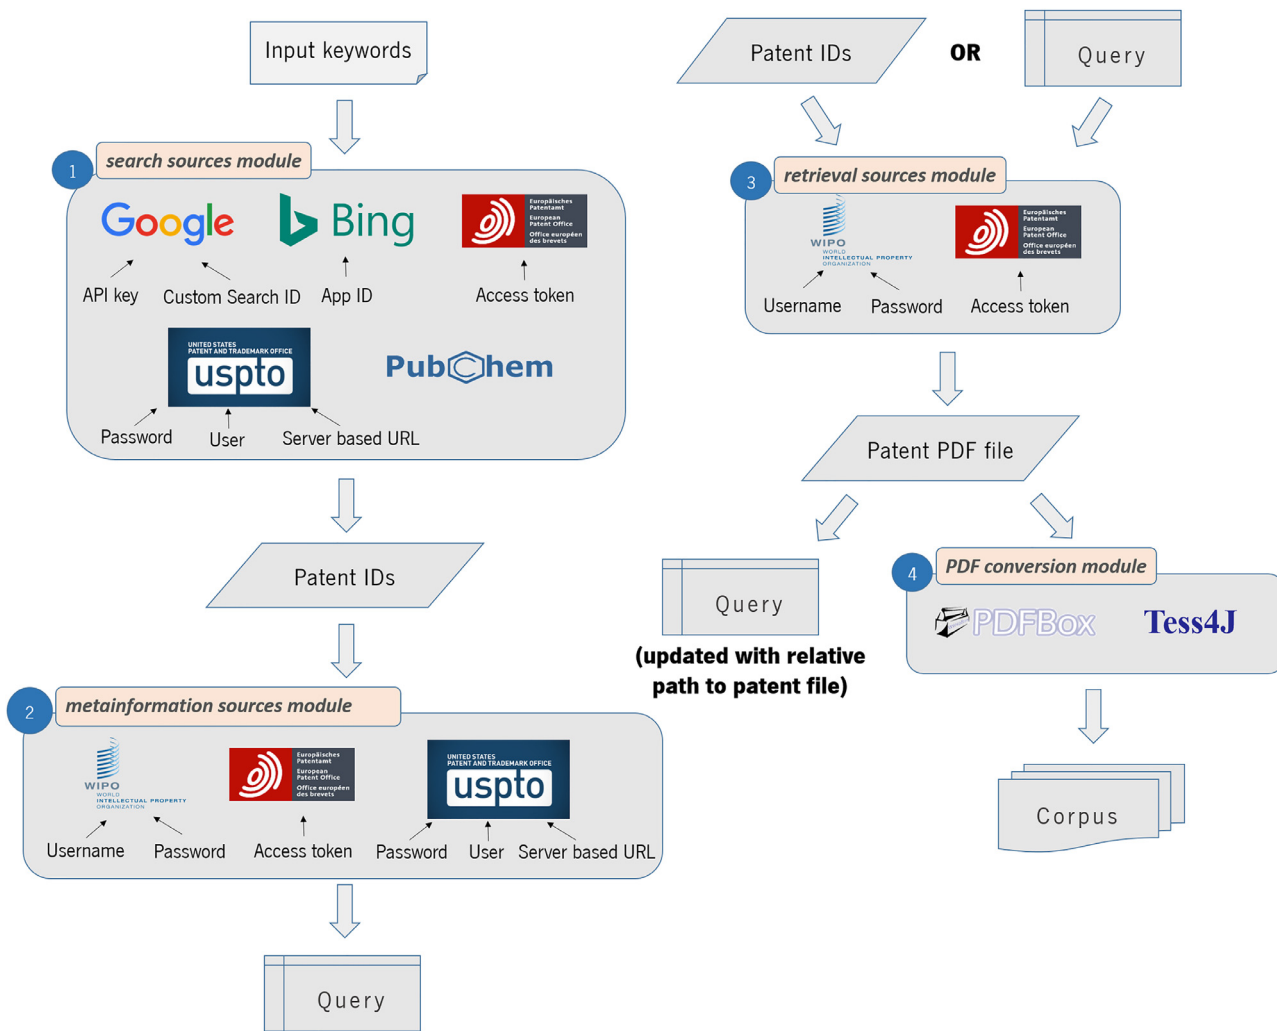 Input keywords
1
search sources module
Google
Bing
Europäisches
Patentamt
European
Patent Office
Office européen
des brevets
API key
Custom Search ID
App ID
Access token
UNITED STATES
PATENT AND TRADEMARK OFFICE
uspto
PubChem
Password
User
Server based URL
Patent IDs
2
metainformation sources module
WIPO
WORLD
INTELLECTUAL PROPERTY
ORGANIZATION
Europäisches
Patentamt
European
Patent Office
Office européen
des brevets
UNITED STATES
PATENT AND TRADEMARK OFFICE
uspto
Username
Password
Access token
Password
User
Server based URL
Query
Patent IDs
OR
Query
3
retrieval sources module
WIPO
WORLD
INTELLECTUAL PROPERTY
ORGANIZATION
Europäisches
Patentamt
European
Patent Office
Office européen
des brevets
Username
Password
Access token
Patent PDF file
Query
(updated with relative
path to patent file)
4
PDF conversion module
PDFBox
Tess4J
Corpus